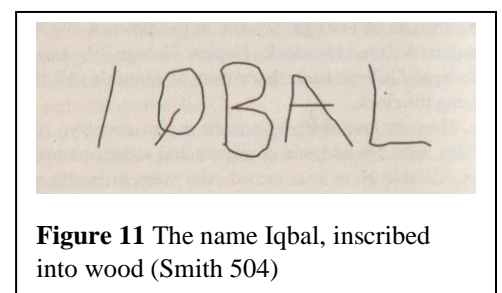 IQBAL
Figure 11 The name Iqbal, inscribed
into wood (Smith 504)